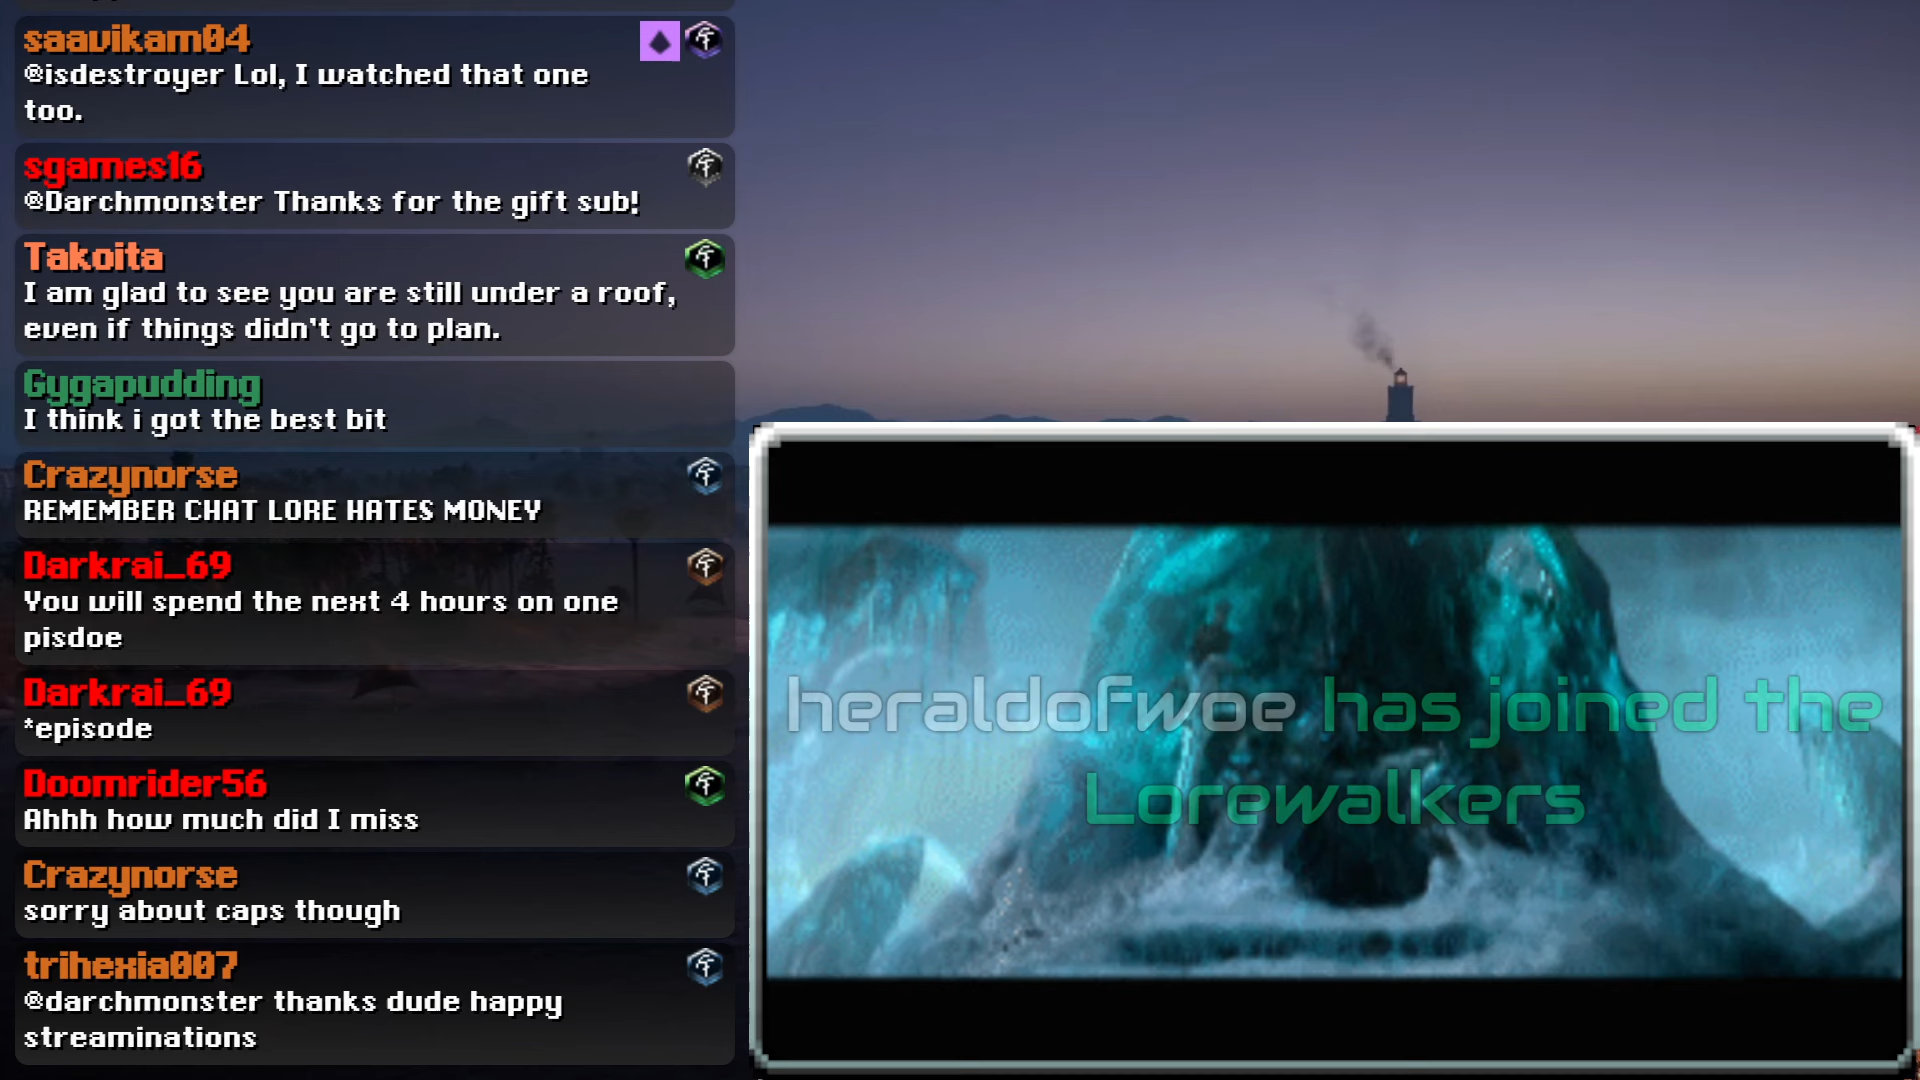 saavikam04
@isdestroyer Lol, I watched that one
too.
sgames16
@Darchmonster Thanks for the gift sub!
Takoita
I am glad to see you are still under a roof,
even if things didn't go to plan.
Gygapudding
I think i got the best bit
Crazynorse
REMEMBER CHAT LORE HATES MONEY
Darkrai_69
You will spend the next 4 hours on one
pisdoe
Darkrai_69
*episode
Doomrider56
Ahhh how much did I miss
Crazynorse
sorry about caps though
trihexia007
@darchmonster thanks dude happy
streaminations
heraldofwoe has joined the
Lorewalkers